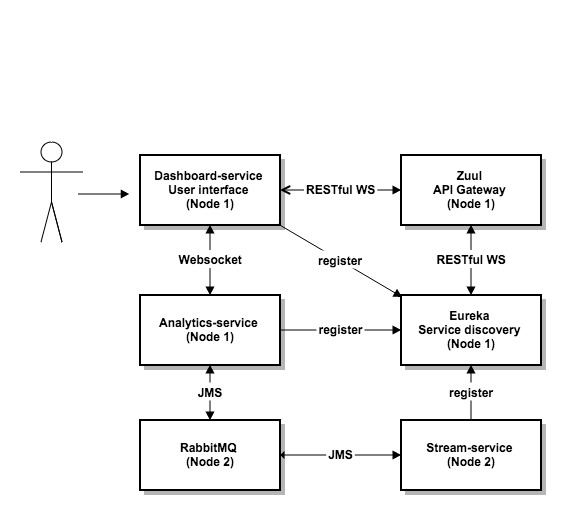 Dashboard-service
User interface
(Node 1)
RESTful WS
Zuul
API Gateway
(Node 1)
Websocket
register
RESTful WS
Analytics-service
(Node 1)
register
Eureka
Service discovery
(Node 1)
JMS
register
RabbitMQ
(Node 2)
JMS
Stream-service
(Node 2)